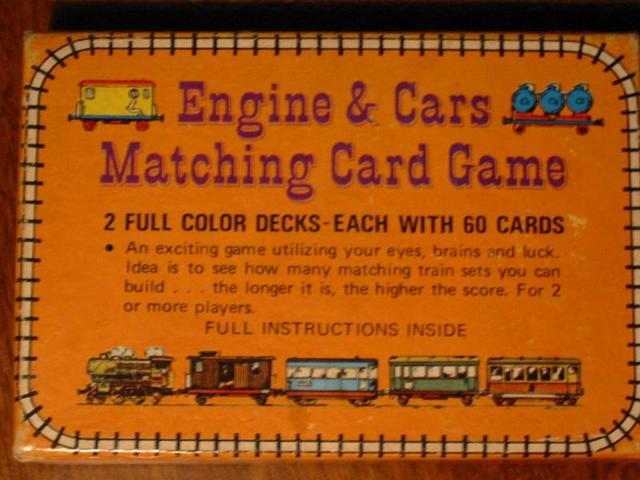 Engine & Cars
Matching Card Game
2 FULL COLOR DECKS-EACH WITH 60 CARDS
• An exciting game utilizing your eyes, brains and luck.
Idea is to see how many matching train sets you can
build . . . the longer it is, the higher the score. For 2
or more players.
FULL INSTRUCTIONS INSIDE